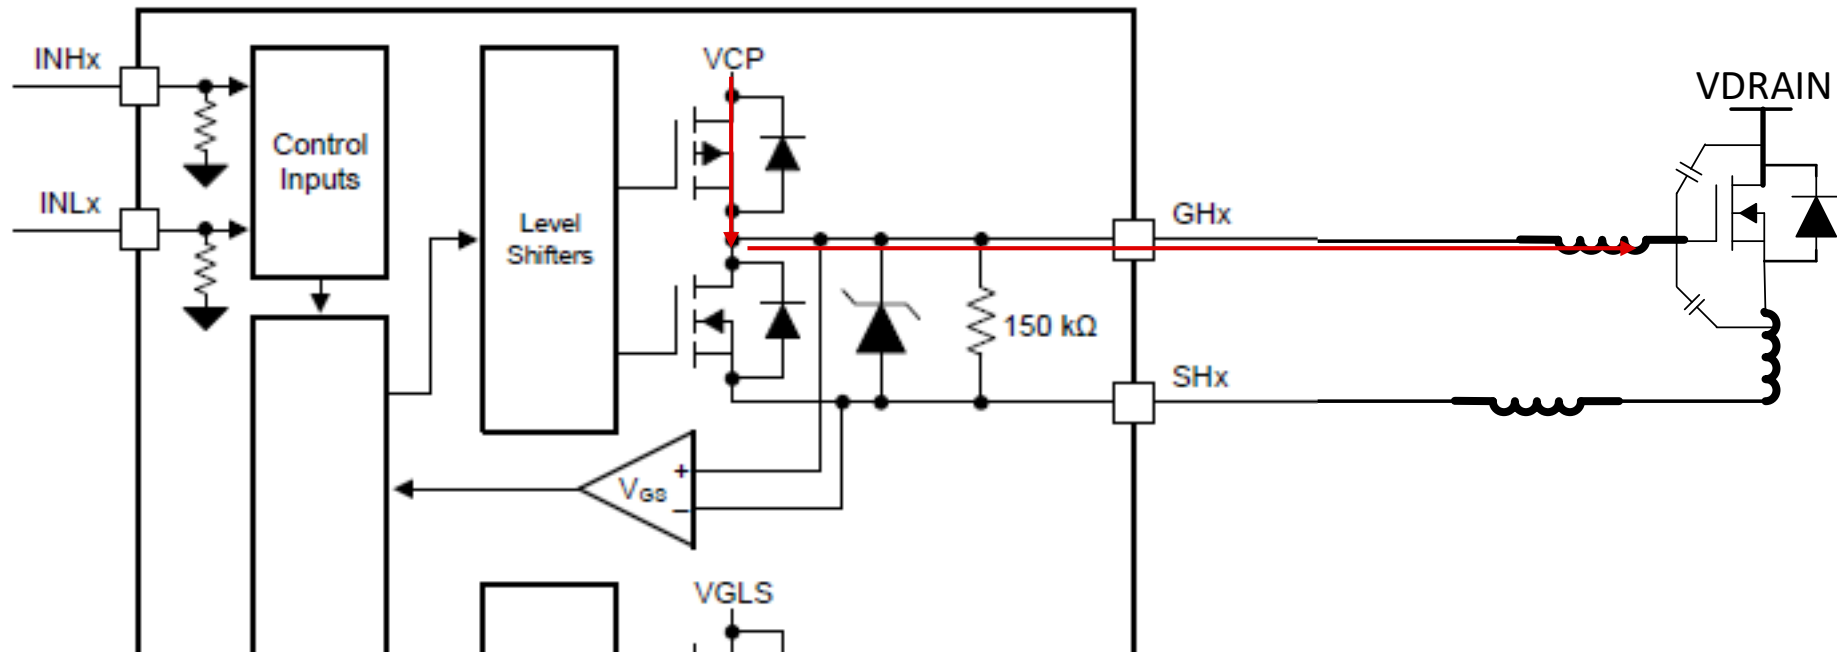 VCP
INHx
VDRAIN
Control
Inputs
INLx
GHx
Level
Shifters
150 kΩ
SHx
+
VGS
−
VGLS